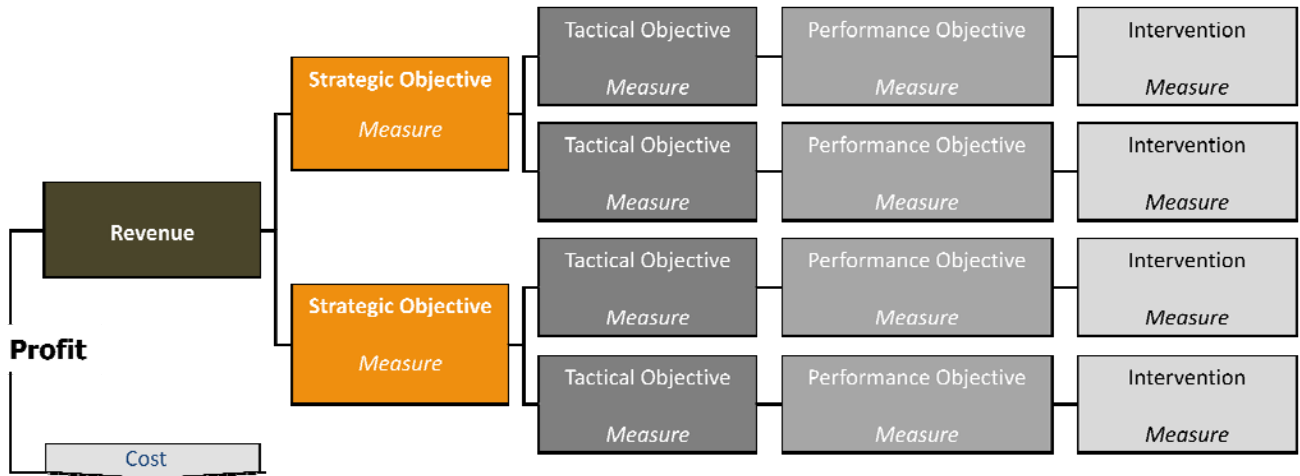 Tactical Objective
Measure
Performance Objective
Measure
Intervention
Measure
Strategic Objective
Measure
Tactical Objective
Measure
Performance Objective
Measure
Intervention
Measure
Revenue
Tactical Objective
Measure
Performance Objective
Measure
Intervention
Measure
Strategic Objective
Measure
Tactical Objective
Measure
Performance Objective
Measure
Intervention
Measure
Profit
Cost